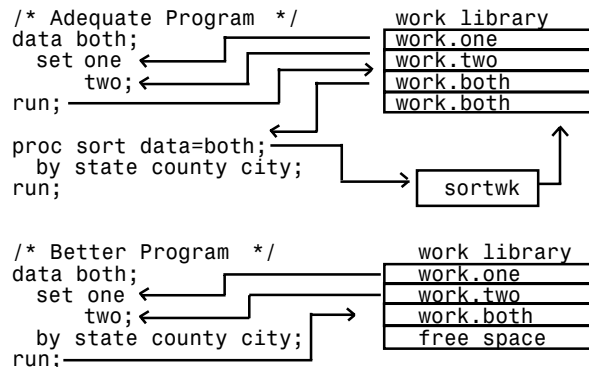 /* Adequate Program */
data both;
set one
two;
run;
proc sort data=both;
by state county city;
run;
work library
work.one
work.two
work.both
work.both
sortwk
/* Better Program */
data both;
set one
two;
by state county city;
run;
work library
work.one
work.two
work.both
free space